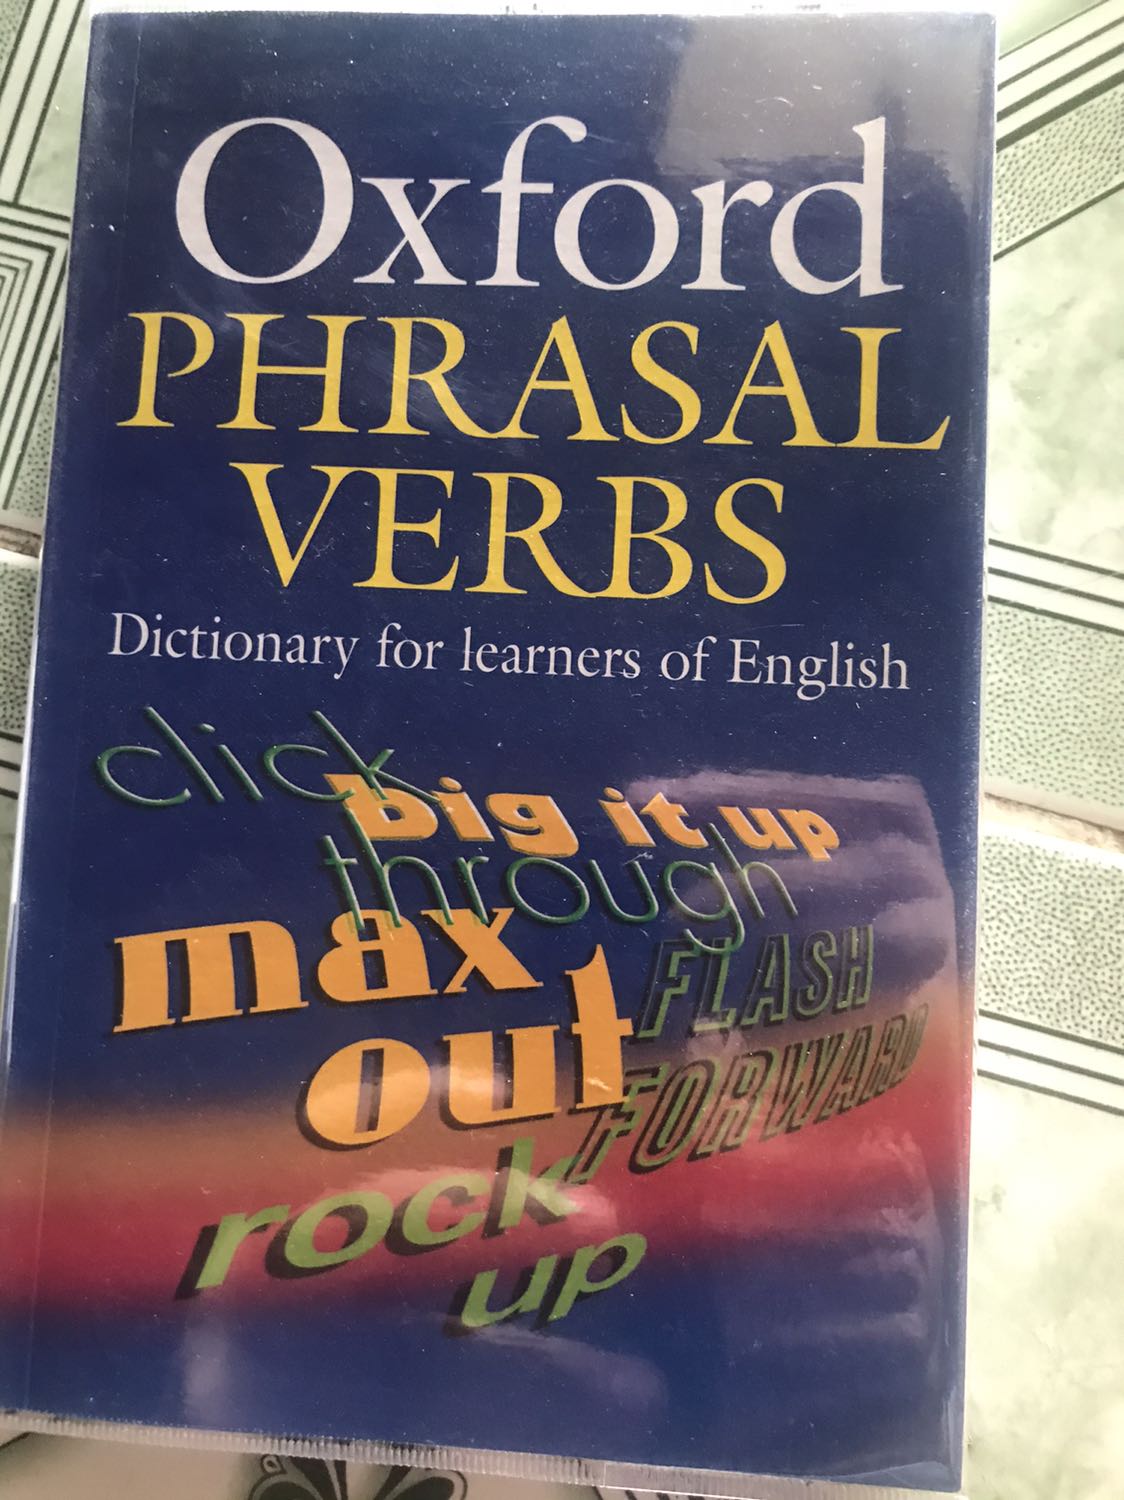 Oxford
PHRASAL
VERBS
Dictionary for learners of English
click
big it up
through
max
out
FLASH
FORWARD
rock
up